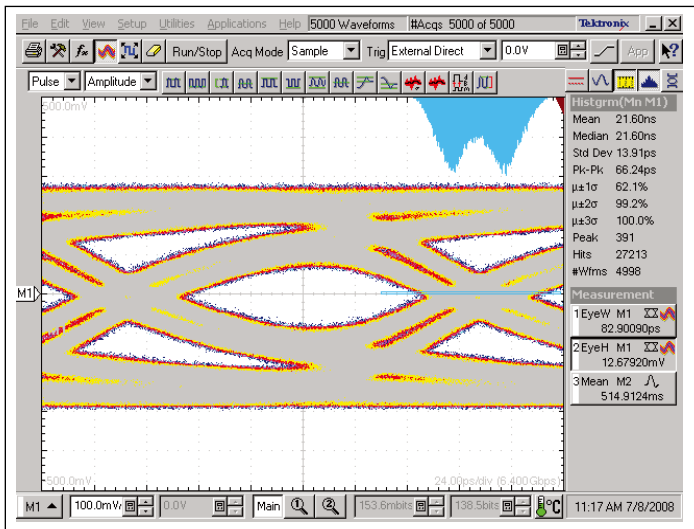 File Edit View Setup Utilities Applications Help 5000 Waveforms #Acqs 5000 of 5000 Tektronix
Run/Stop Acq Mode Sample Trig External Direct 0.0V App
Pulse Amplitude
500.0mV
Histgrm(Mn M1)
Mean 21.60ns
Median 21.60ns
Std Dev 13.91ps
Pk-Pk 66.24ps
µ±1σ 62.1%
µ±2σ 99.2%
µ±3σ 100.0%
Peak 391
Hits 27213
#Wfms 4998
M1
Measurement
1 EyeW M1
82.90090ps
2 EyeH M1
12.67920mV
3 Mean M2
514.9124ms
-500.0mV 24.00ps/div (6.400Gbps)
M1 100.0mV/ 0.0V Main 1 2 153.6mbits 138.5bits °C 11:17 AM 7/8/2008